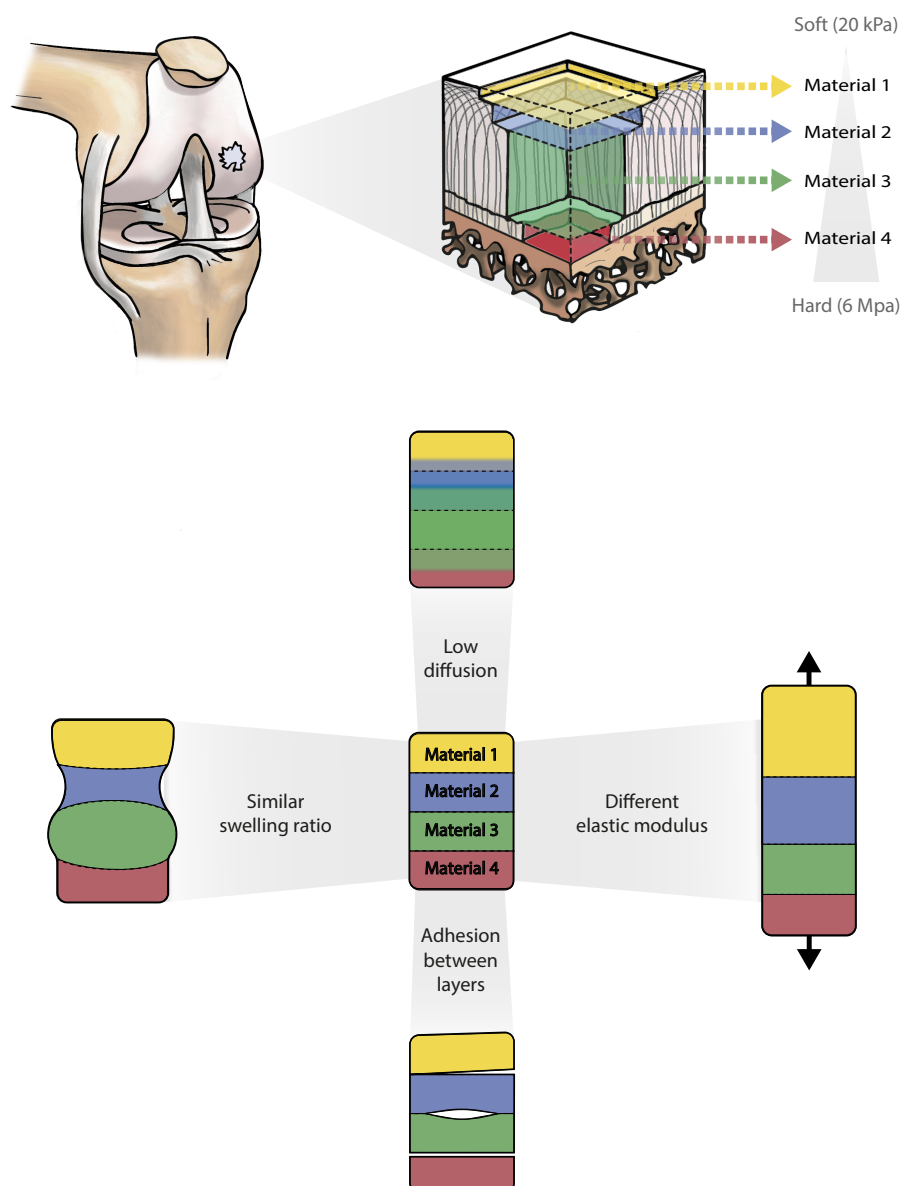 Soft (20 kPa)
Material 1
Material 2
Material 3
Material 4
Hard (6 Mpa)
Low
diffusion
Similar
swelling ratio
Material 1
Material 2
Material 3
Material 4
Different
elastic modulus
Adhesion
between
layers